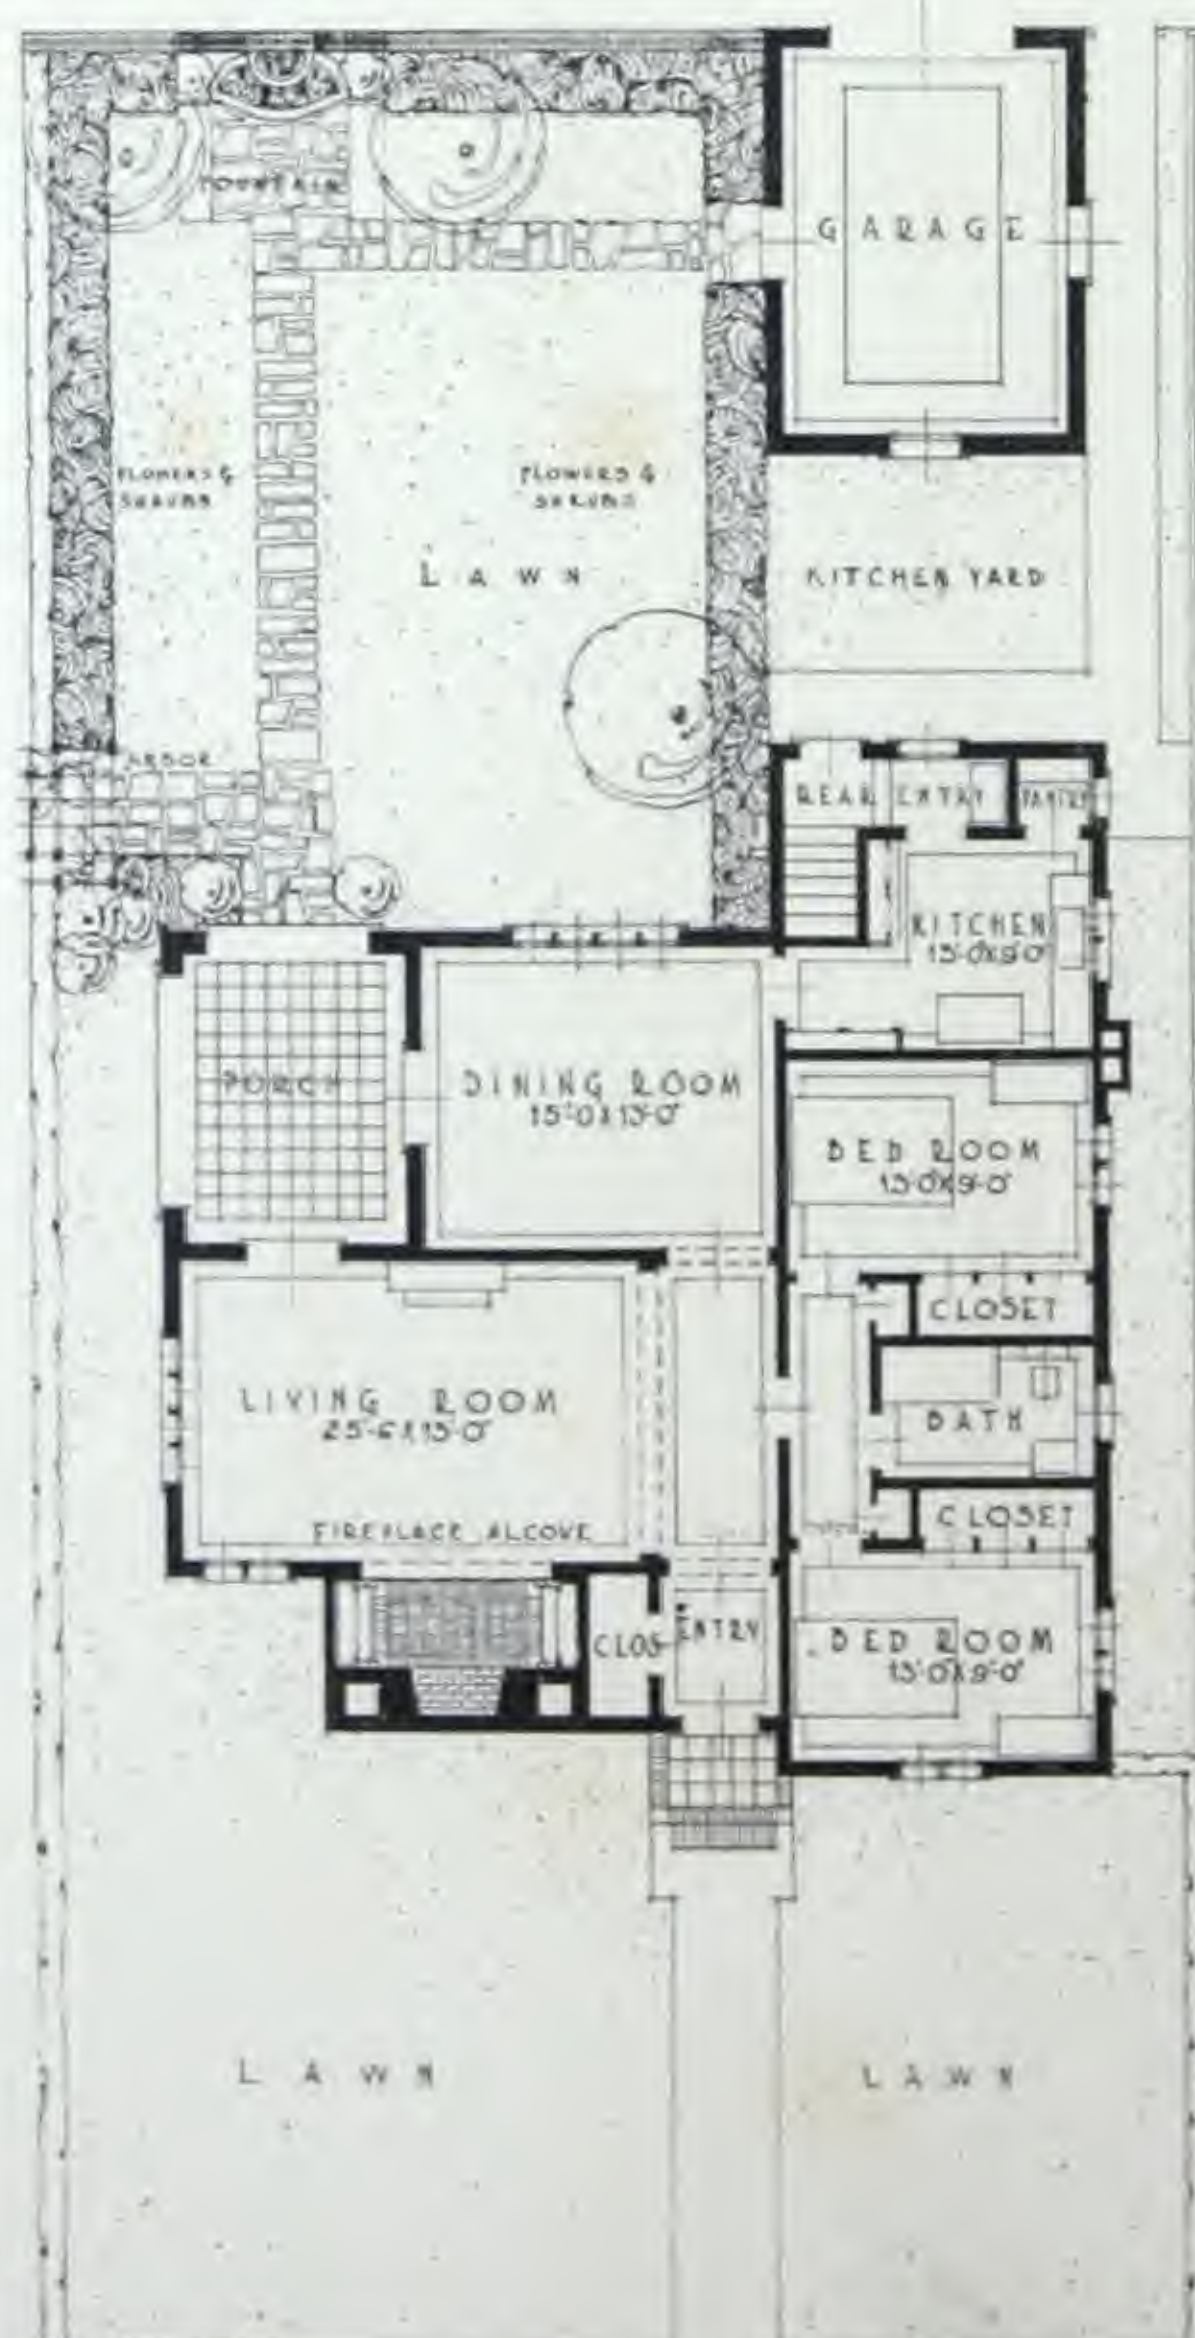 FOUNTAIN
GARAGE
FLOWERS &
SHRUBS
FLOWERS &
SHRUBS
LAWN
KITCHEN YARD
ARBOR
REAR ENTRY
PANTRY
KITCHEN
13'-0"X9'-0"
PORCH
DINING ROOM
15'-0"X13'-0"
BED ROOM
13'-0"X9'-0"
CLOSET
LIVING ROOM
25'-6"X13'-0"
BATH
FIREPLACE ALCOVE
CLOSET
CLOS
ENTRY
BED ROOM
13'-0"X9'-0"
LAWN
LAWN